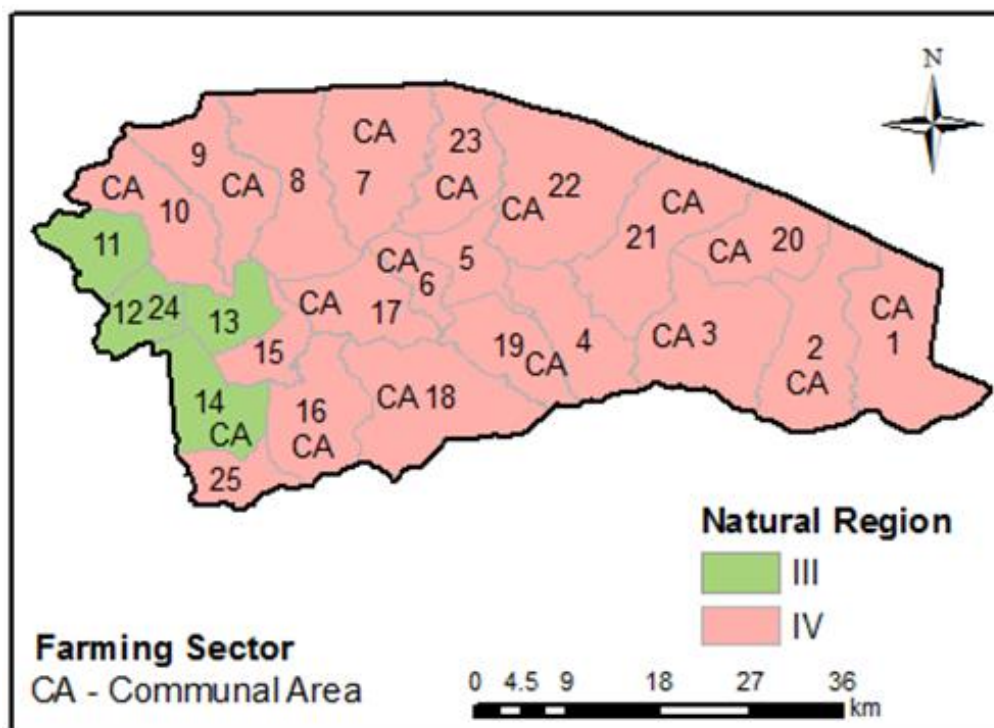 N
CA
23
9
CA
8
7
CA
22
CA
CA
CA
10
CA
20
11
21
CA
5
CA
6
CA
12 24
13
CA
17
CA 3
1
15
19
4
2
CA
CA
14
16
CA 18
CA
CA
25
Natural Region
III
IV
Farming Sector
CA - Communal Area
0 4.5 9 18 27 36
km